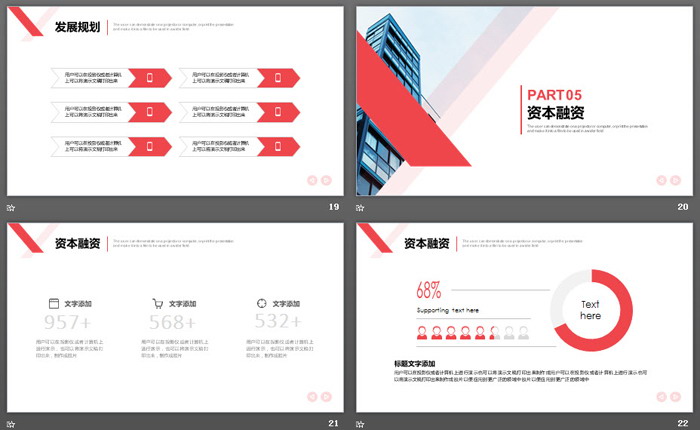 发展规划
The user can demonstrate on a projector or computer, or print the presentation
and make it into a film to be used in a wider field
用户可以在投影仪或者计算机
上可以将演示文稿打印出来
用户可以在投影仪或者计算机
上可以将演示文稿打印出来
用户可以在投影仪或者计算机
上可以将演示文稿打印出来
用户可以在投影仪或者计算机
上可以将演示文稿打印出来
用户可以在投影仪或者计算机
上可以将演示文稿打印出来
用户可以在投影仪或者计算机
上可以将演示文稿打印出来
19
PART05
资本融资
The user can demonstrate on a projector or computer, or print the presentation
and make it into a film to be used in a wider field
20
资本融资
The user can demonstrate on a projector or computer, or print the presentation
and make it into a film to be used in a wider field
文字添加
957+
用户可以在投影仪或者计算机上
进行演示，也可以将演示文稿打
印出来，制作成胶片
文字添加
568+
用户可以在投影仪或者计算机上
进行演示，也可以将演示文稿打
印出来，制作成胶片
文字添加
532+
用户可以在投影仪或者计算机上
进行演示，也可以将演示文稿打
印出来，制作成胶片
21
资本融资
The user can demonstrate on a projector or computer, or print the presentation
and make it into a film to be used in a wider field
68%
Supporting text here
Text
here
标题文字添加
用户可以在投影仪或者计算机上进行演示也可以将演示文稿打印出来制作成用户可以在投影仪或者计算机上进行演示也可
以将演示文稿打印出来制作成胶片以便应用到更广泛的领域中胶片以便应用到更广泛的领域中
22